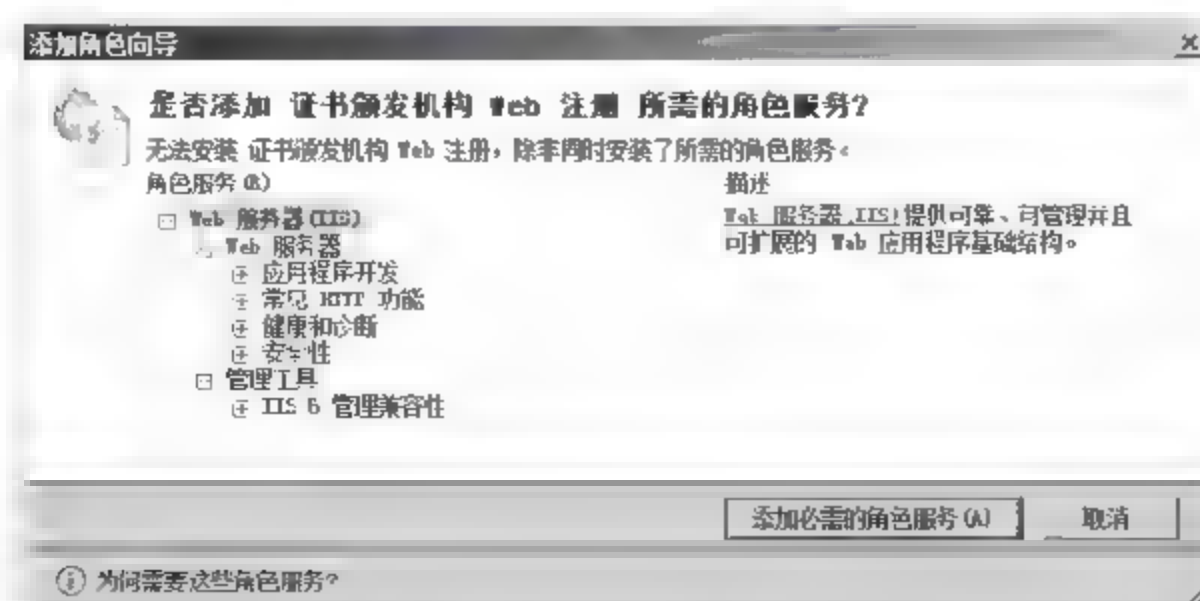 添加角色向导
是否添加 证书颁发机构 Web 注册 所需的角色服务?
无法安装 证书颁发机构 Web 注册，除非同时安装了所需的角色服务。
角色服务(R)
描述
Web 服务器(IIS)
Web 服务器(IIS)提供可靠、可管理并且
Web 服务器
可扩展的 Web 应用程序基础结构。
应用程序开发
常见 HTTP 功能
健康和诊断
安全性
管理工具
IIS 6 管理兼容性
添加必需的角色服务(A)
取消
为何需要这些角色服务?